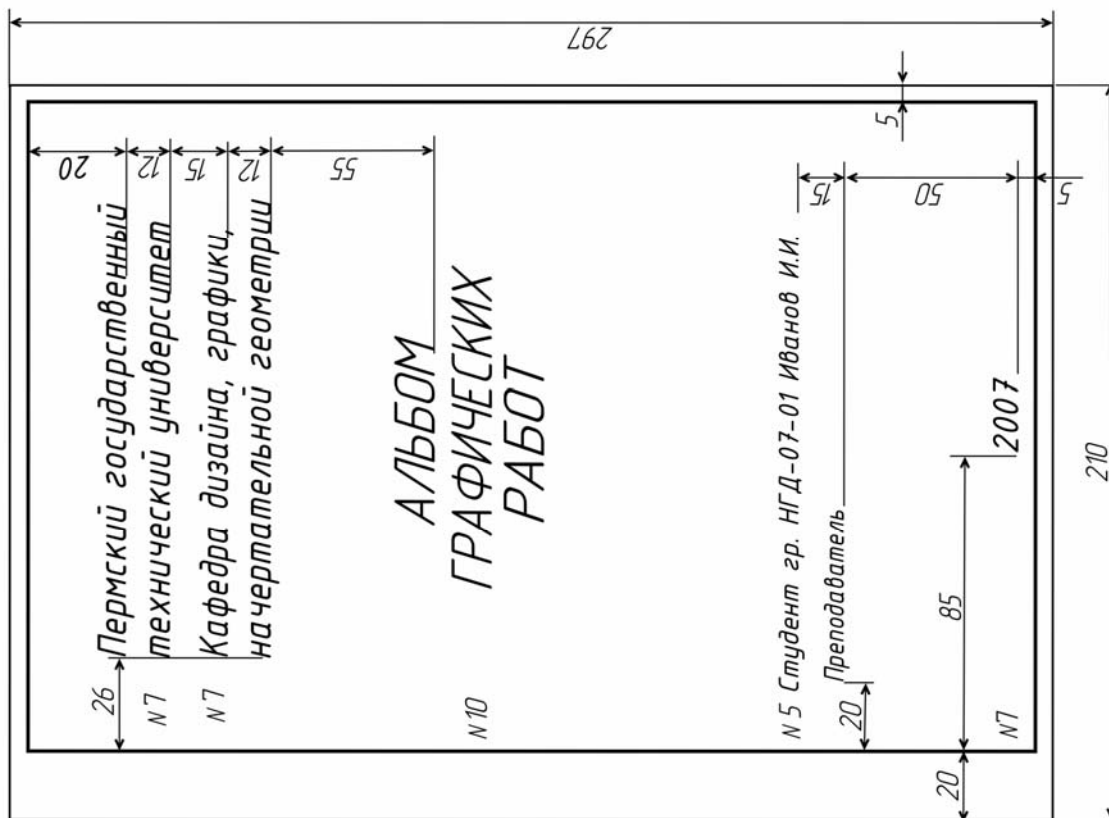 297
5
20
12
15
12
55
Пермский государственный
технический университет
Кафедра дизайна, графики,
начертательной геометрии
26
N 7
N 7
АЛЬБОМ
ГРАФИЧЕСКИХ
РАБОТ
N 10
N 5 Студент гр. НГД-07-01 Иванов И.И.
Преподаватель
15
50
5
20
2007
N7
85
20
210